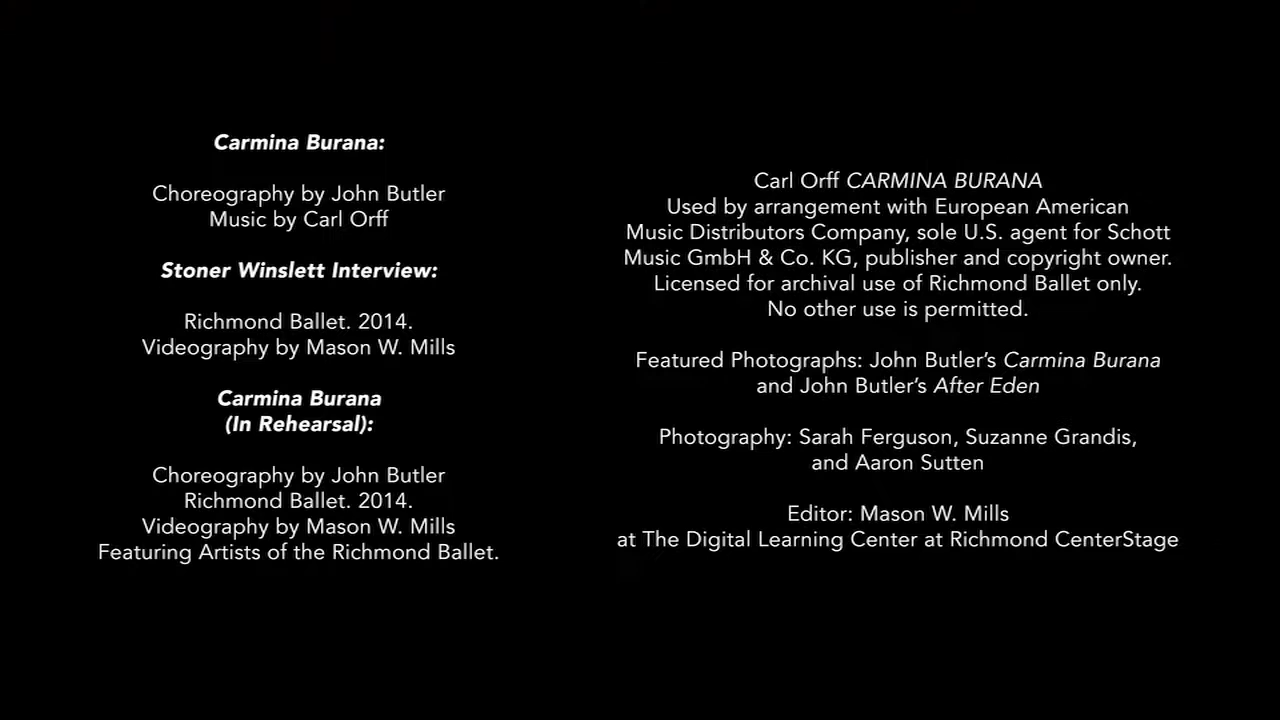 Carmina Burana:
Choreography by John Butler
Music by Carl Orff
Stoner Winslett Interview:
Richmond Ballet. 2014.
Videography by Mason W. Mills
Carmina Burana
(In Rehearsal):
Choreography by John Butler
Richmond Ballet. 2014.
Videography by Mason W. Mills
Featuring Artists of the Richmond Ballet.
Carl Orff CARMINA BURANA
Used by arrangement with European American
Music Distributors Company, sole U.S. agent for Schott
Music GmbH & Co. KG, publisher and copyright owner.
Licensed for archival use of Richmond Ballet only.
No other use is permitted.
Featured Photographs: John Butler’s Carmina Burana
and John Butler’s After Eden
Photography: Sarah Ferguson, Suzanne Grandis,
and Aaron Sutten
Editor: Mason W. Mills
at The Digital Learning Center at Richmond CenterStage